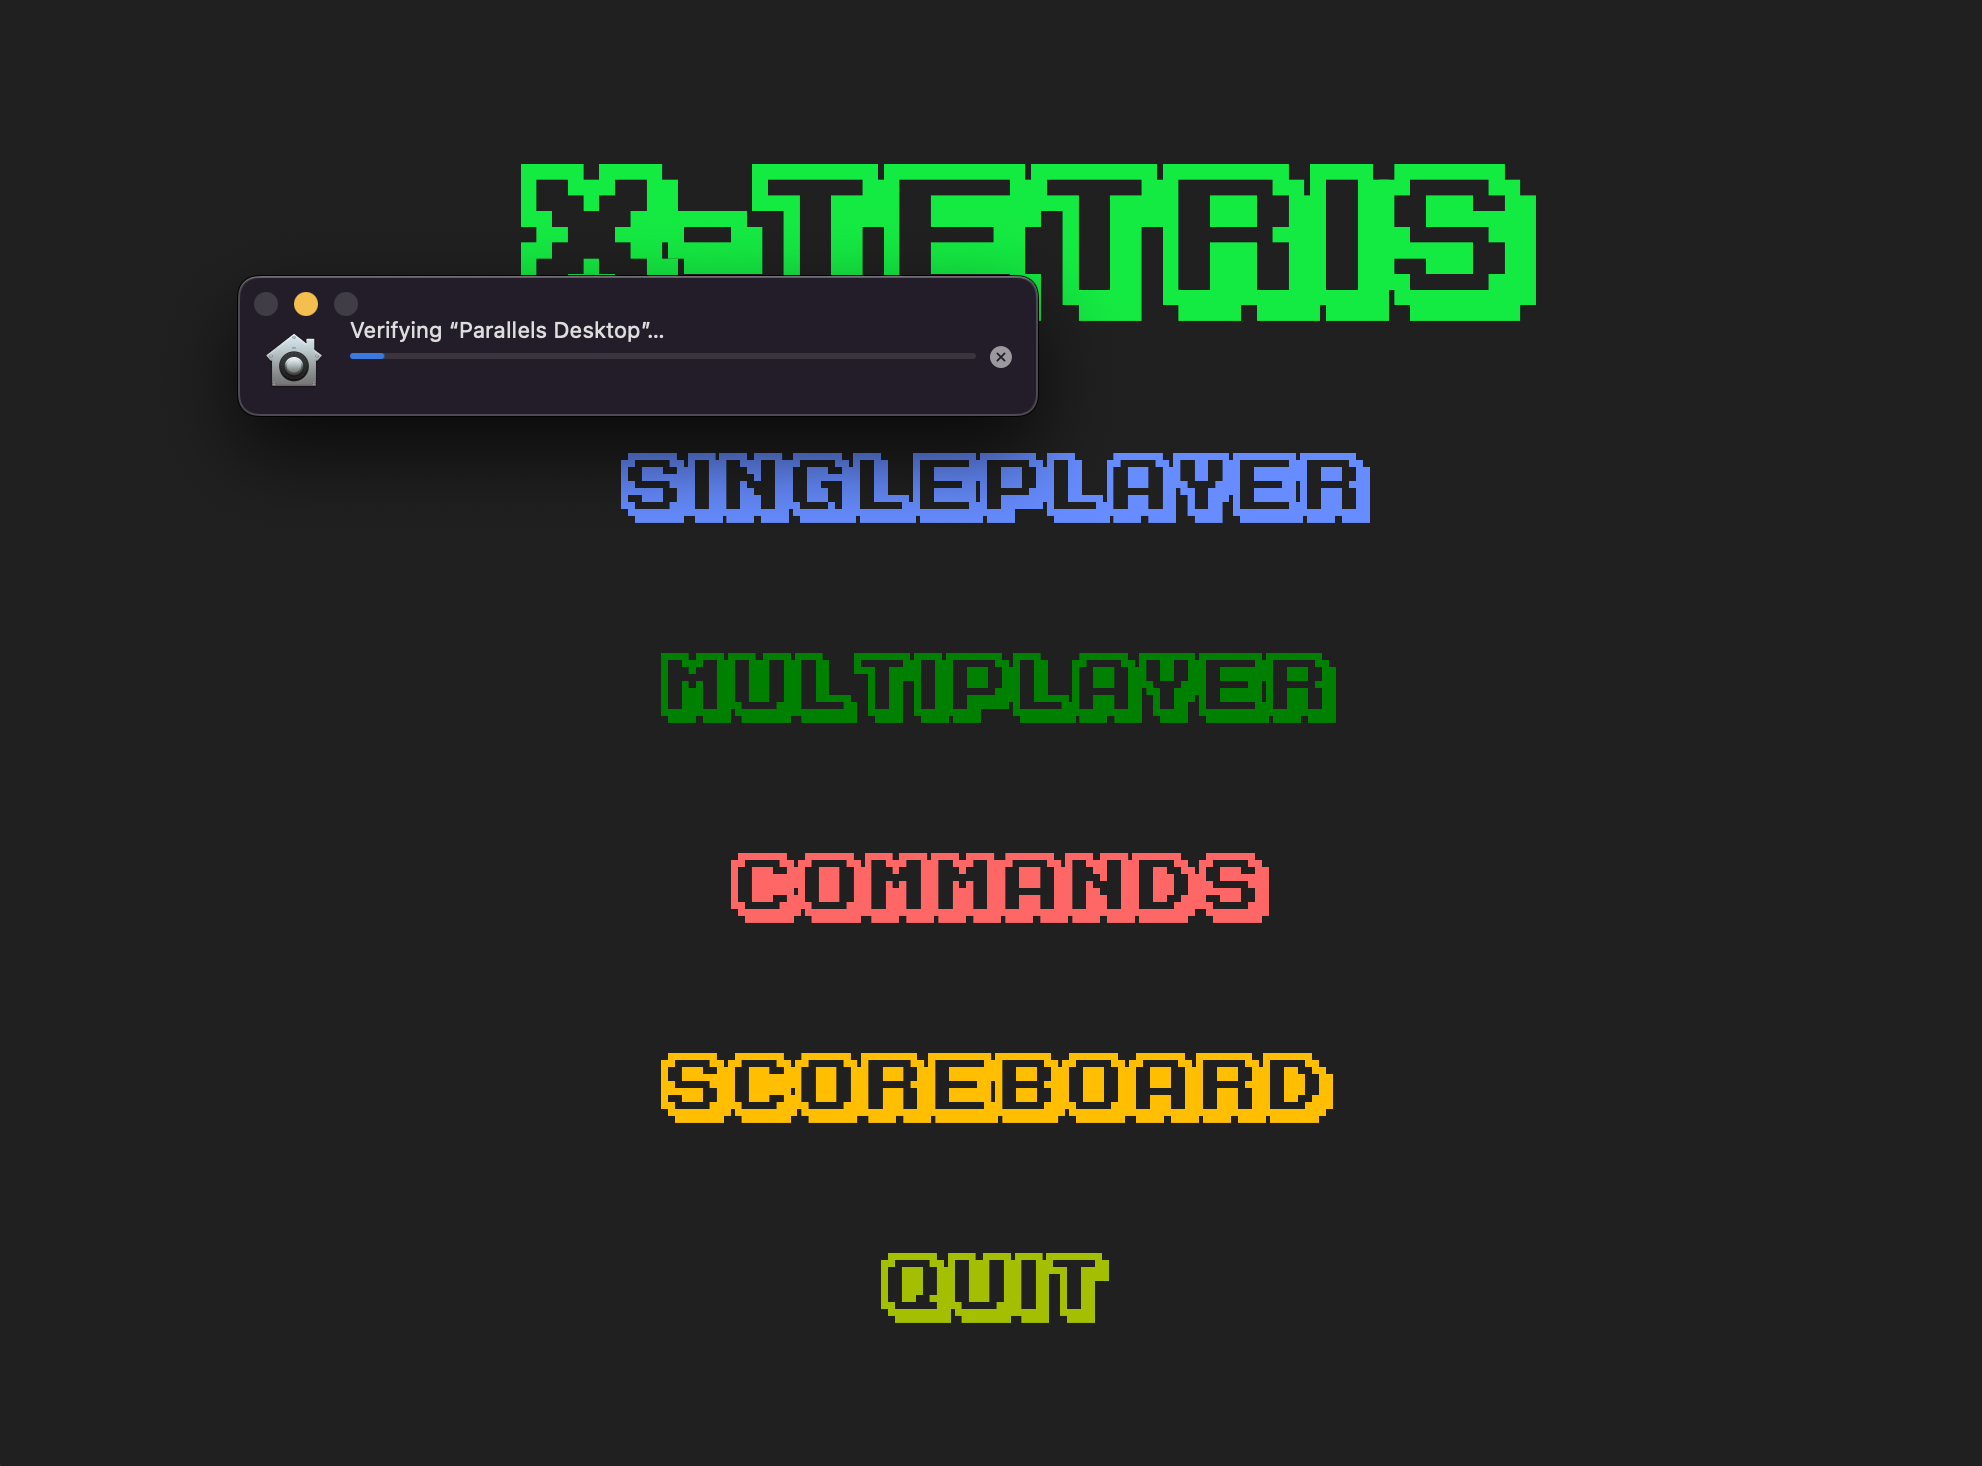 X-TETRIS
Verifying “Parallels Desktop”...
SINGLEPLAYER
MULTIPLAYER
COMMANDS
SCOREBOARD
QUIT